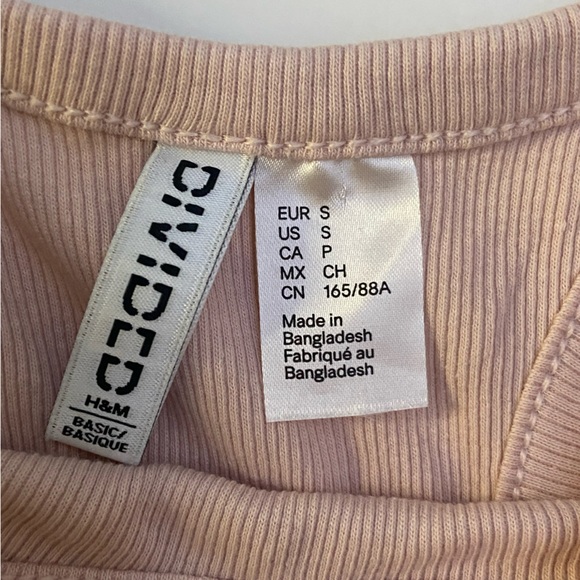 DIVIDED
H&M
BASIC/
BASIQUE
EUR S
US S
CA P
MX CH
CN 165/88A
Made in
Bangladesh
Fabriqué au
Bangladesh